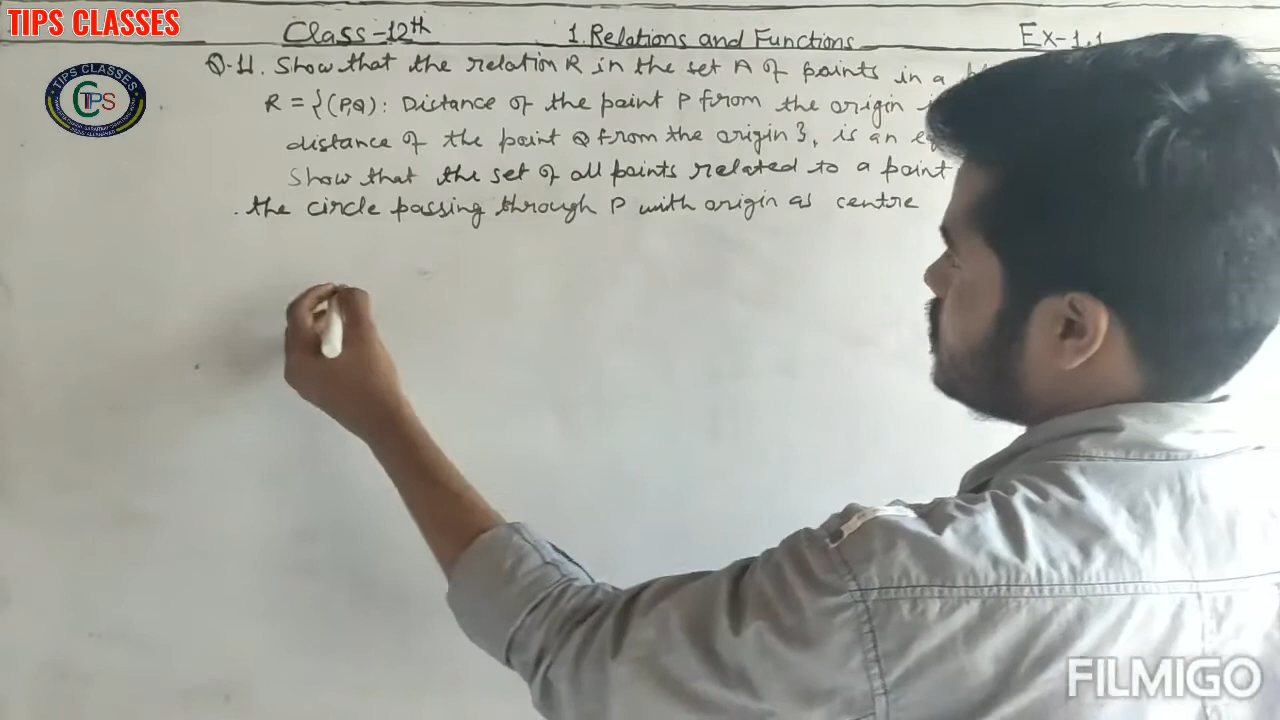 TIPS CLASSES
Class-12th 1. Relations and Functions Ex-1.1
Q.11. Show that the relation R in the set A of points in a
R = {(P,Q): Distance of the point P from the origin
distance of the point Q from the origin}, is an
Show that the set of all points related to a point
the circle passing through P with origin as centre
TIPS CLASSES
TIPS
FILMIGO